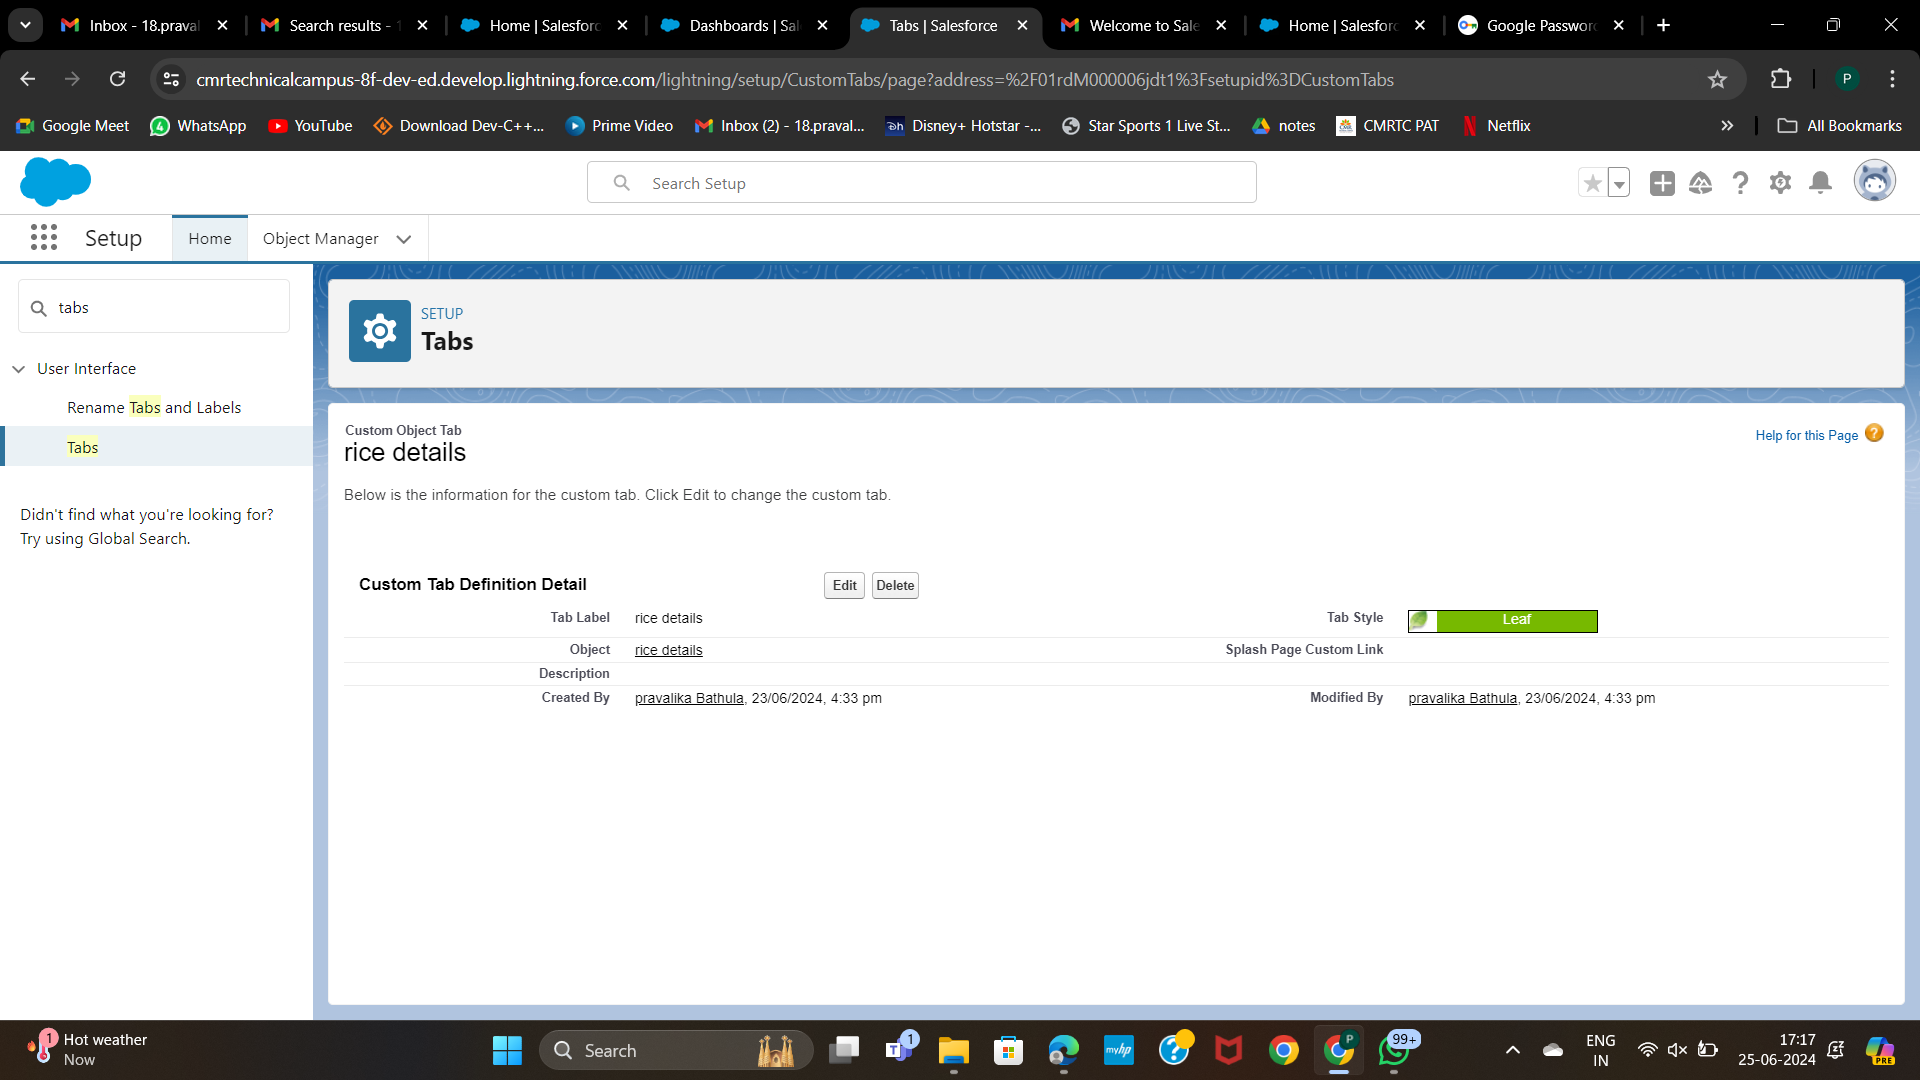 Inbox - 18.praval
Search results - 1
Home | Salesforc
Dashboards | Sal
Tabs | Salesforce
Welcome to Sale
Home | Salesforc
Google Password
cmrtechnicalcampus-8f-dev-ed.develop.lightning.force.com/lightning/setup/CustomTabs/page?address=%2F01rdM000006jdt1%3Fsetupid%3DCustomTabs
P
Google Meet
WhatsApp
YouTube
Download Dev-C++...
Prime Video
Inbox (2) - 18.praval...
Disney+ Hotstar -...
Star Sports 1 Live St...
notes
CMRTC PAT
Netflix
All Bookmarks
Search Setup
Setup
Home
Object Manager
tabs
User Interface
Rename Tabs and Labels
Tabs
Didn't find what you're looking for?
Try using Global Search.
SETUP
Tabs
Custom Object Tab
rice details
Help for this Page
Below is the information for the custom tab. Click Edit to change the custom tab.
Custom Tab Definition Detail
Edit
Delete
Tab Label rice details
Tab Style Leaf
Object rice details
Splash Page Custom Link
Description
Created By pravalika Bathula, 23/06/2024, 4:33 pm
Modified By pravalika Bathula, 23/06/2024, 4:33 pm
1
Hot weather
Now
Search
1
myhp
P
99+
ENG
IN
17:17
25-06-2024
PRE